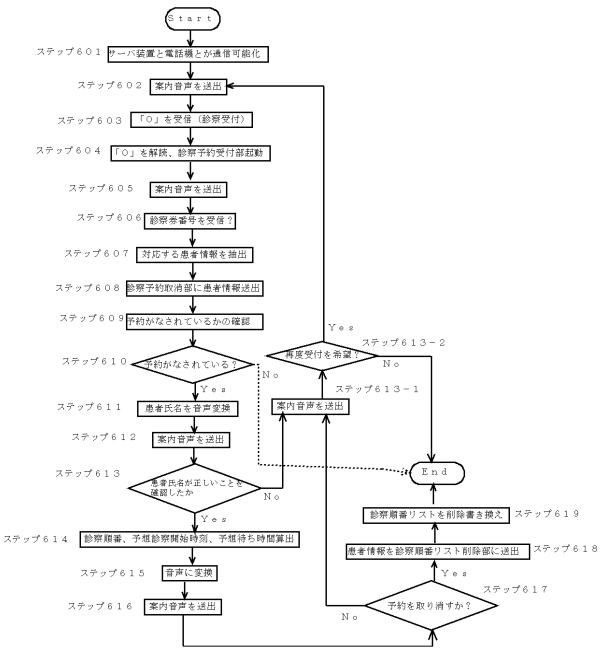 Ｓｔａｒｔ
ステップ６０１
サーバ装置と電話機とが通信可能化
ステップ６０２
案内音声を送出
ステップ６０３
「０」を受信（診察受付）
ステップ６０４
「０」を解読、診察予約受付部起動
ステップ６０５
案内音声を送出
ステップ６０６
診察券番号を受信？
ステップ６０７
対応する患者情報を抽出
ステップ６０８
診察予約取消部に患者情報送出
ステップ６０９
予約がなされているかの確認
ステップ６１０
予約がなされている？
Ｎｏ
Ｙｅｓ
ステップ６１１
患者氏名を音声変換
ステップ６１２
案内音声を送出
ステップ６１３
患者氏名が正しいことを
確認したか
Ｎｏ
Ｙｅｓ
ステップ６１３－１
案内音声を送出
ステップ６１３－２
再度受付を希望？
Ｙｅｓ
Ｎｏ
ステップ６１４
診察順番、予想診察開始時刻、予想待ち時間算出
ステップ６１５
音声に変換
ステップ６１６
案内音声を送出
ステップ６１７
予約を取り消すか？
Ｎｏ
Ｙｅｓ
ステップ６１８
患者情報を診察順番リスト削除部に送出
ステップ６１９
診察順番リストを削除書き換え
Ｅｎｄ